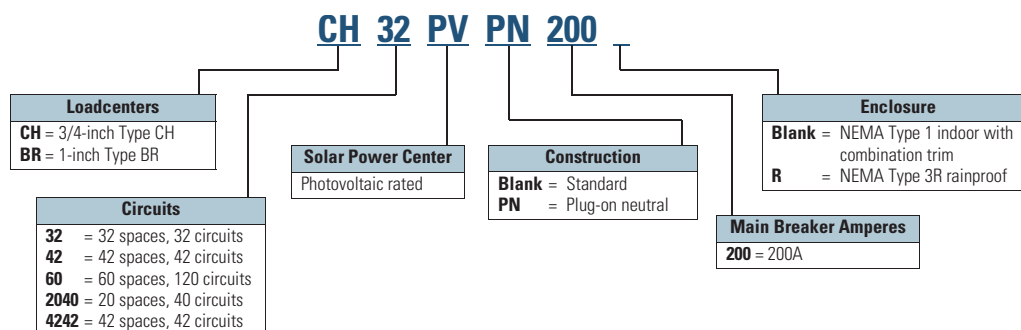 CH 32 PV PN 200
Loadcenters
CH = 3/4-inch Type CH
BR = 1-inch Type BR
Circuits
32 = 32 spaces, 32 circuits
42 = 42 spaces, 42 circuits
60 = 60 spaces, 120 circuits
2040 = 20 spaces, 40 circuits
4242 = 42 spaces, 42 circuits
Solar Power Center
Photovoltaic rated
Construction
Blank = Standard
PN = Plug-on neutral
Main Breaker Amperes
200 = 200A
Enclosure
Blank = NEMA Type 1 indoor with
combination trim
R = NEMA Type 3R rainproof